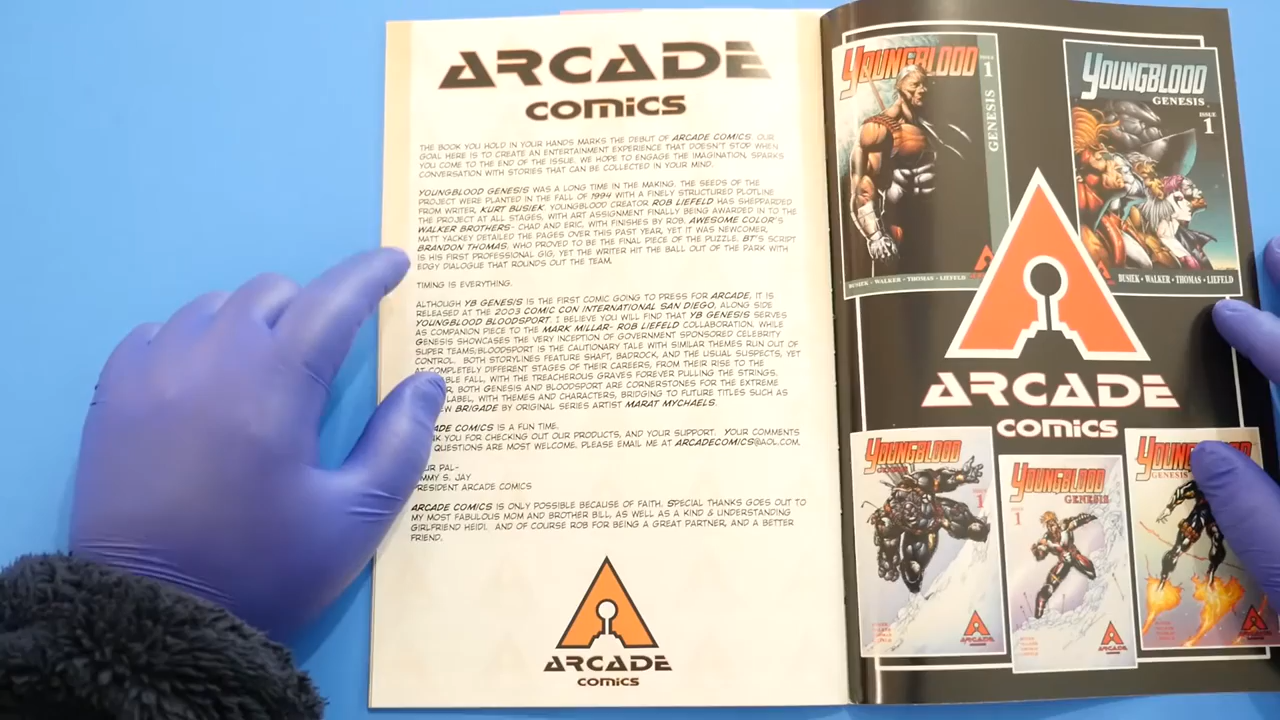 ARCADE
comics
THE BOOK YOU HOLD IN YOUR HANDS MARKS THE DEBUT OF ARCADE COMICS. OUR
GOAL HERE IS TO CREATE AN ENTERTAINMENT EXPERIENCE THAT DOESN'T STOP WHEN
YOU COME TO THE END OF THE ISSUE. WE HOPE TO ENGAGE THE IMAGINATION, SPARKS
CONVERSATION WITH STORIES THAT CAN BE COLLECTED IN YOUR MIND.
YOUNGBLOOD GENESIS WAS A LONG TIME IN THE MAKING. THE SEEDS OF THE
PROJECT WERE PLANTED IN THE FALL OF 1994 WITH A FINELY STRUCTURED PLOTLINE
FROM WRITER, KURT BUSIEK. YOUNGBLOOD CREATOR ROB LIEFELD HAS SHEPPARDED
THE PROJECT AT ALL STAGES, WITH ART ASSIGNMENT FINALLY BEING AWARDED IN TO THE
WALKER BROTHERS- CHAD AND ERIC, WITH FINISHES BY ROB. AWESOME COLOR'S
MATT YACKEY DETAILED THE PAGES OVER THIS PAST YEAR, YET IT WAS NEWCOMER,
BRANDON THOMAS, WHO PROVED TO BE THE FINAL PIECE OF THE PUZZLE. BT'S SCRIPT
IS HIS FIRST PROFESSIONAL GIG, YET THE WRITER HIT THE BALL OUT OF THE PARK WITH
EDGY DIALOGUE THAT ROUNDS OUT THE TEAM.
TIMING IS EVERYTHING.
ALTHOUGH YB GENESIS IS THE FIRST COMIC GOING TO PRESS FOR ARCADE, IT IS
RELEASED AT THE 2003 COMIC CON INTERNATIONAL SAN DIEGO, ALONG SIDE
YOUNGBLOOD BLOODSPORT. I BELIEVE YOU WILL FIND THAT YB GENESIS SERVES
AS COMPANION PIECE TO THE MARK MILLAR- ROB LIEFELD COLLABORATION. WHILE
GENESIS SHOWCASES THE VERY INCEPTION OF GOVERNMENT SPONSORED CELEBRITY
SUPER TEAMS;BLOODSPORT IS THE CAUTIONARY TALE WITH SIMILAR THEMES RUN OUT OF
CONTROL. BOTH STORYLINES FEATURE SHAFT, BADROCK, AND THE USUAL SUSPECTS, YET
AT COMPLETELY DIFFERENT STAGES OF THEIR CAREERS, FROM THEIR RISE TO THE
BLE FALL, WITH THE TREACHEROUS GRAVES FOREVER PULLING THE STRINGS.
R, BOTH GENESIS AND BLOODSPORT ARE CORNERSTONES FOR THE EXTREME
LABEL, WITH THEMES AND CHARACTERS, BRIDGING TO FUTURE TITLES SUCH AS
EW BRIGADE BY ORIGINAL SERIES ARTIST MARAT MYCHAELS.
ADE COMICS IS A FUN TIME.
K YOU FOR CHECKING OUT OUR PRODUCTS, AND YOUR SUPPORT. YOUR COMMENTS
QUESTIONS ARE MOST WELCOME. PLEASE EMAIL ME AT ARCADECOMICS@AOL.COM.
UR PAL-
MMY S. JAY
RESIDENT ARCADE COMICS
ARCADE COMICS IS ONLY POSSIBLE BECAUSE OF FAITH. SPECIAL THANKS GOES OUT TO
MY MOST FABULOUS MOM AND BROTHER BILL, AS WELL AS A KIND & UNDERSTANDING
GIRLFRIEND HEIDI. AND OF COURSE ROB FOR BEING A GREAT PARTNER, AND A BETTER
FRIEND.
ARCADE
comics
YOUNGBLOOD
ISSUE
1
GENESIS
BUSIEK • WALKER • THOMAS • LIEFELD
YOUNGBLOOD
GENESIS
ISSUE
1
BUSIEK • WALKER • THOMAS • LIEFELD
ARCADE
comics
YOUNGBLOOD
GENESIS
ISSUE
1
ARCADE
YOUNGBLOOD
GENESIS
1
ARCADE
YOUNG
GENESIS
ARCADE